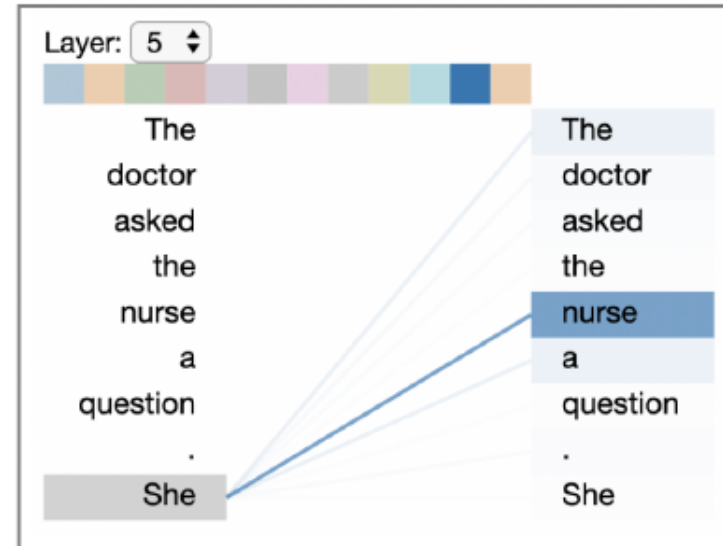 Layer: 5
The The
doctor doctor
asked asked
the the
nurse nurse
a a
question question
. .
She She